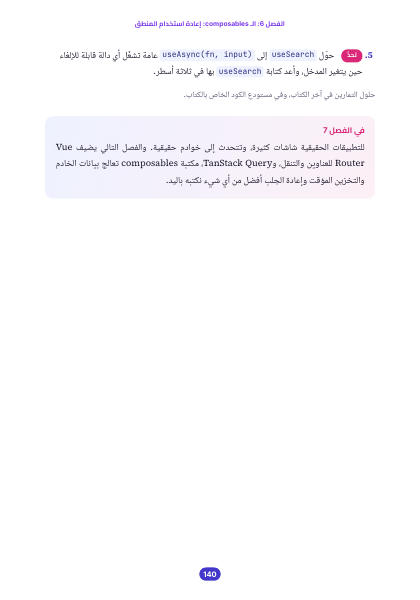 الفصل 6: الـ composables: إعادة استخدام المنطق
5. تحدٍّ حوّل useSearch إلى useAsync(fn, input) عامة تشغّل أي دالة قابلة للإلغاء
حين يتغير المدخل، وأعد كتابة useSearch بها في ثلاثة أسطر.
حلول التمارين في آخر الكتاب، وفي مستودع الكود الخاص بالكتاب.
في الفصل 7
للتطبيقات الحقيقية شاشات كثيرة، وتتحدث إلى خوادم حقيقية. والفصل التالي يضيف Vue
Router للعناوين والتنقل، وTanStack Query، مكتبة composables تعالج بيانات الخادم
والتخزين المؤقت وإعادة الجلب أفضل من أي شيء نكتبه باليد.
140